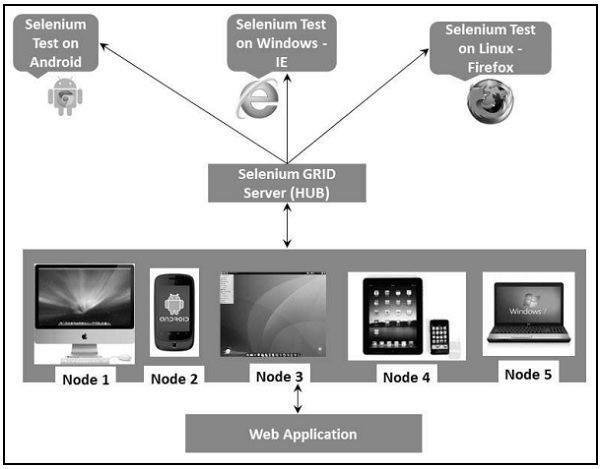 Selenium
Test on
Android
Selenium Test
on Windows -
IE
Selenium Test
on Linux -
Firefox
Selenium GRID
Server (HUB)
ANDROID
Windows 7
Node 1
Node 2
Node 3
Node 4
Node 5
Web Application